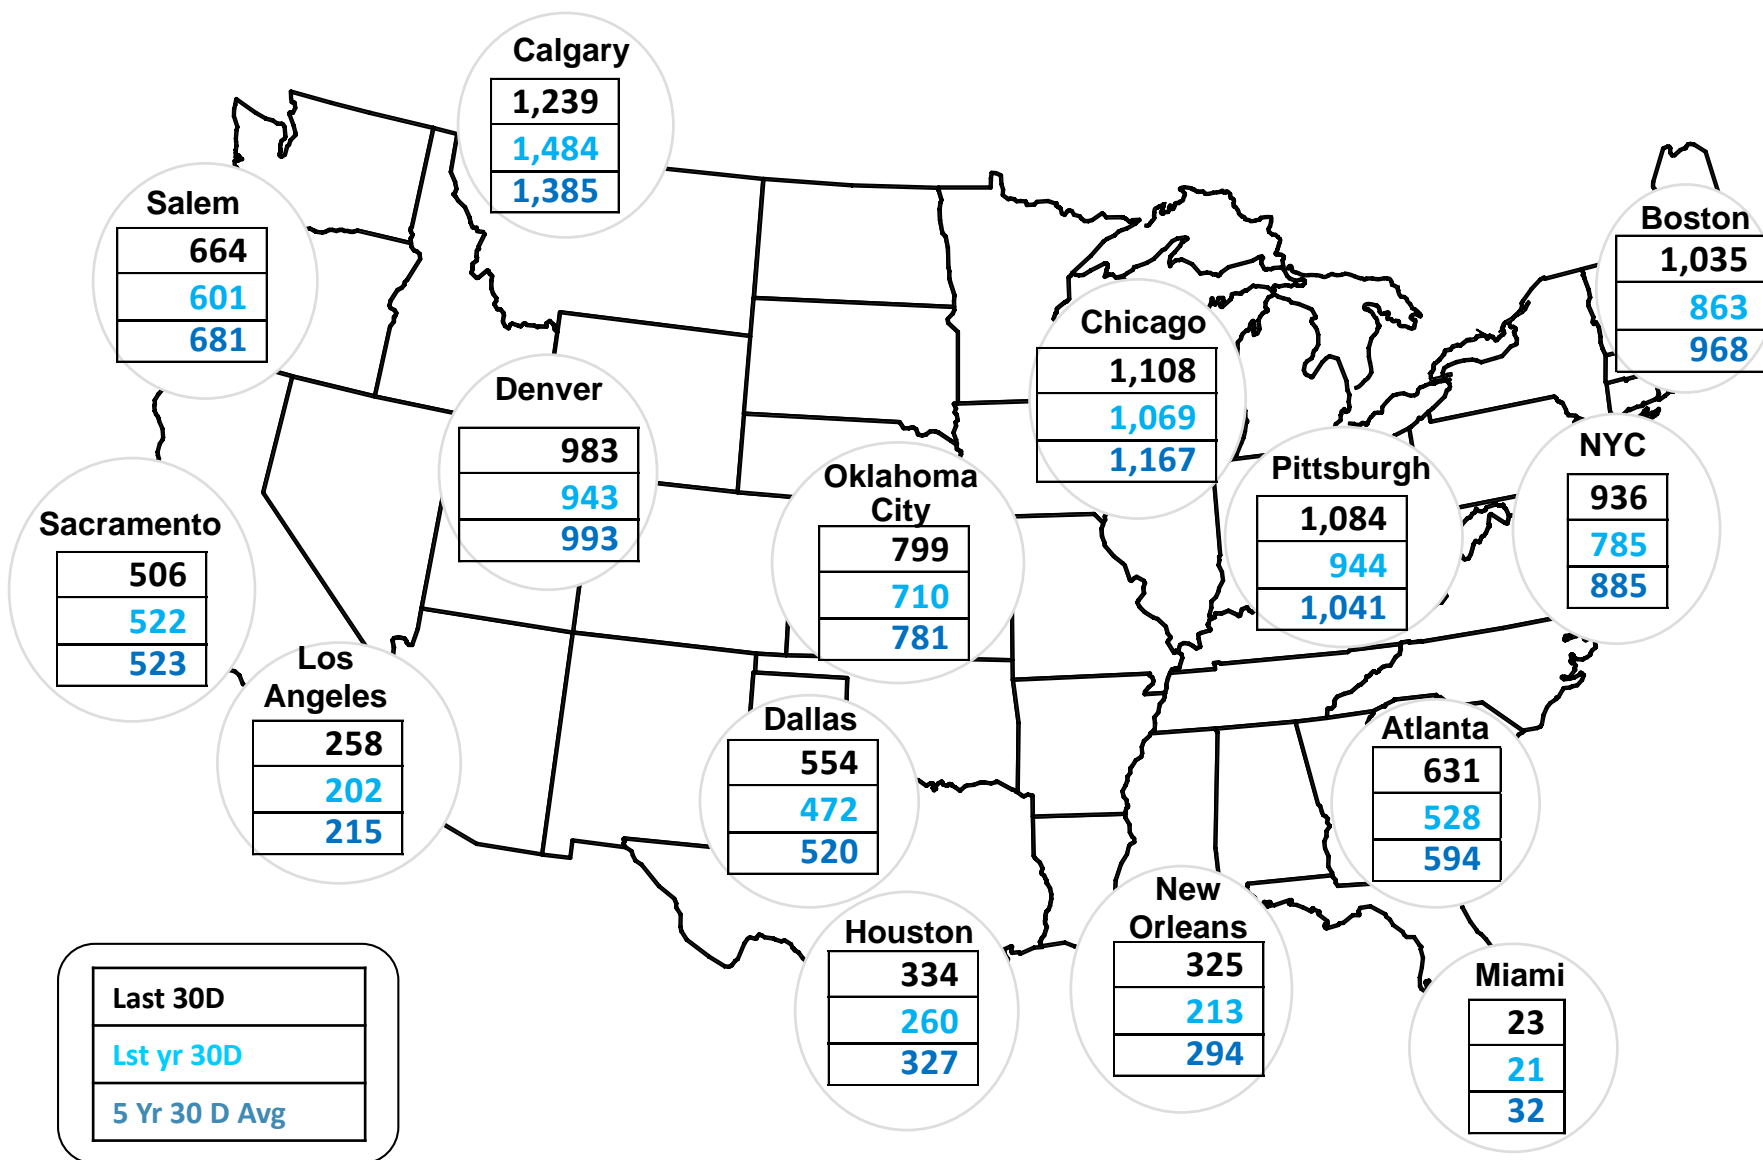 Calgary
1,239
1,484
1,385
Salem
664
601
681
Boston
1,035
863
968
Chicago
1,108
1,069
1,167
Denver
983
943
993
Oklahoma
City
799
710
781
Pittsburgh
1,084
944
1,041
NYC
936
785
885
Sacramento
506
522
523
Los
Angeles
258
202
215
Dallas
554
472
520
Atlanta
631
528
594
Houston
334
260
327
New
Orleans
325
213
294
Miami
23
21
32
Last 30D
Lst yr 30D
5 Yr 30 D Avg